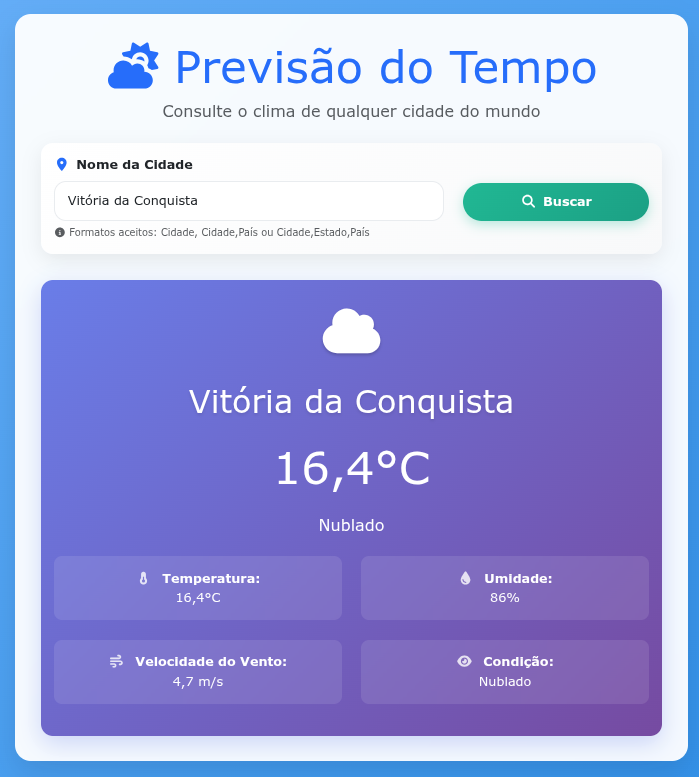 Previsão do Tempo
Consulte o clima de qualquer cidade do mundo
Nome da Cidade
Vitória da Conquista
Buscar
Formatos aceitos: Cidade, Cidade,País ou Cidade,Estado,País
Vitória da Conquista
16,4°C
Nublado
Temperatura:
16,4°C
Umidade:
86%
Velocidade do Vento:
4,7 m/s
Condição:
Nublado